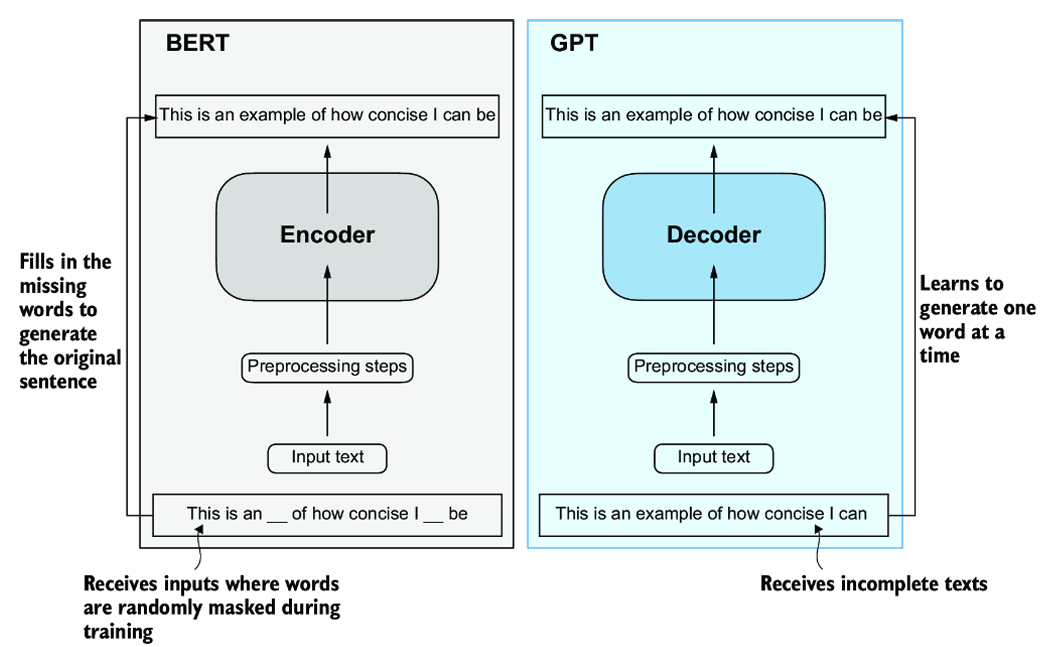 BERT
This is an example of how concise I can be
Encoder
Preprocessing steps
Input text
This is an __ of how concise I __ be
Fills in the
missing
words to
generate
the original
sentence
Receives inputs where words
are randomly masked during
training
GPT
This is an example of how concise I can be
Decoder
Preprocessing steps
Input text
This is an example of how concise I can
Learns to
generate one
word at a
time
Receives incomplete texts